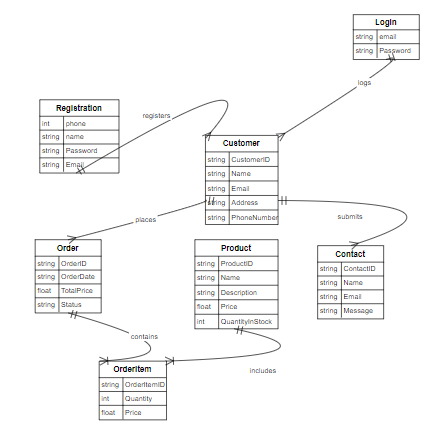 Login
string email
string Password
logs
Registration
int phone
string name
string Password
string Email
registers
Customer
string CustomerID
string Name
string Email
string Address
string PhoneNumber
places
submits
Order
string OrderID
string OrderDate
float TotalPrice
string Status
Product
string ProductID
string Name
string Description
float Price
int QuantityInStock
Contact
string ContactID
string Name
string Email
string Message
contains
includes
OrderItem
string OrderItemID
int Quantity
float Price